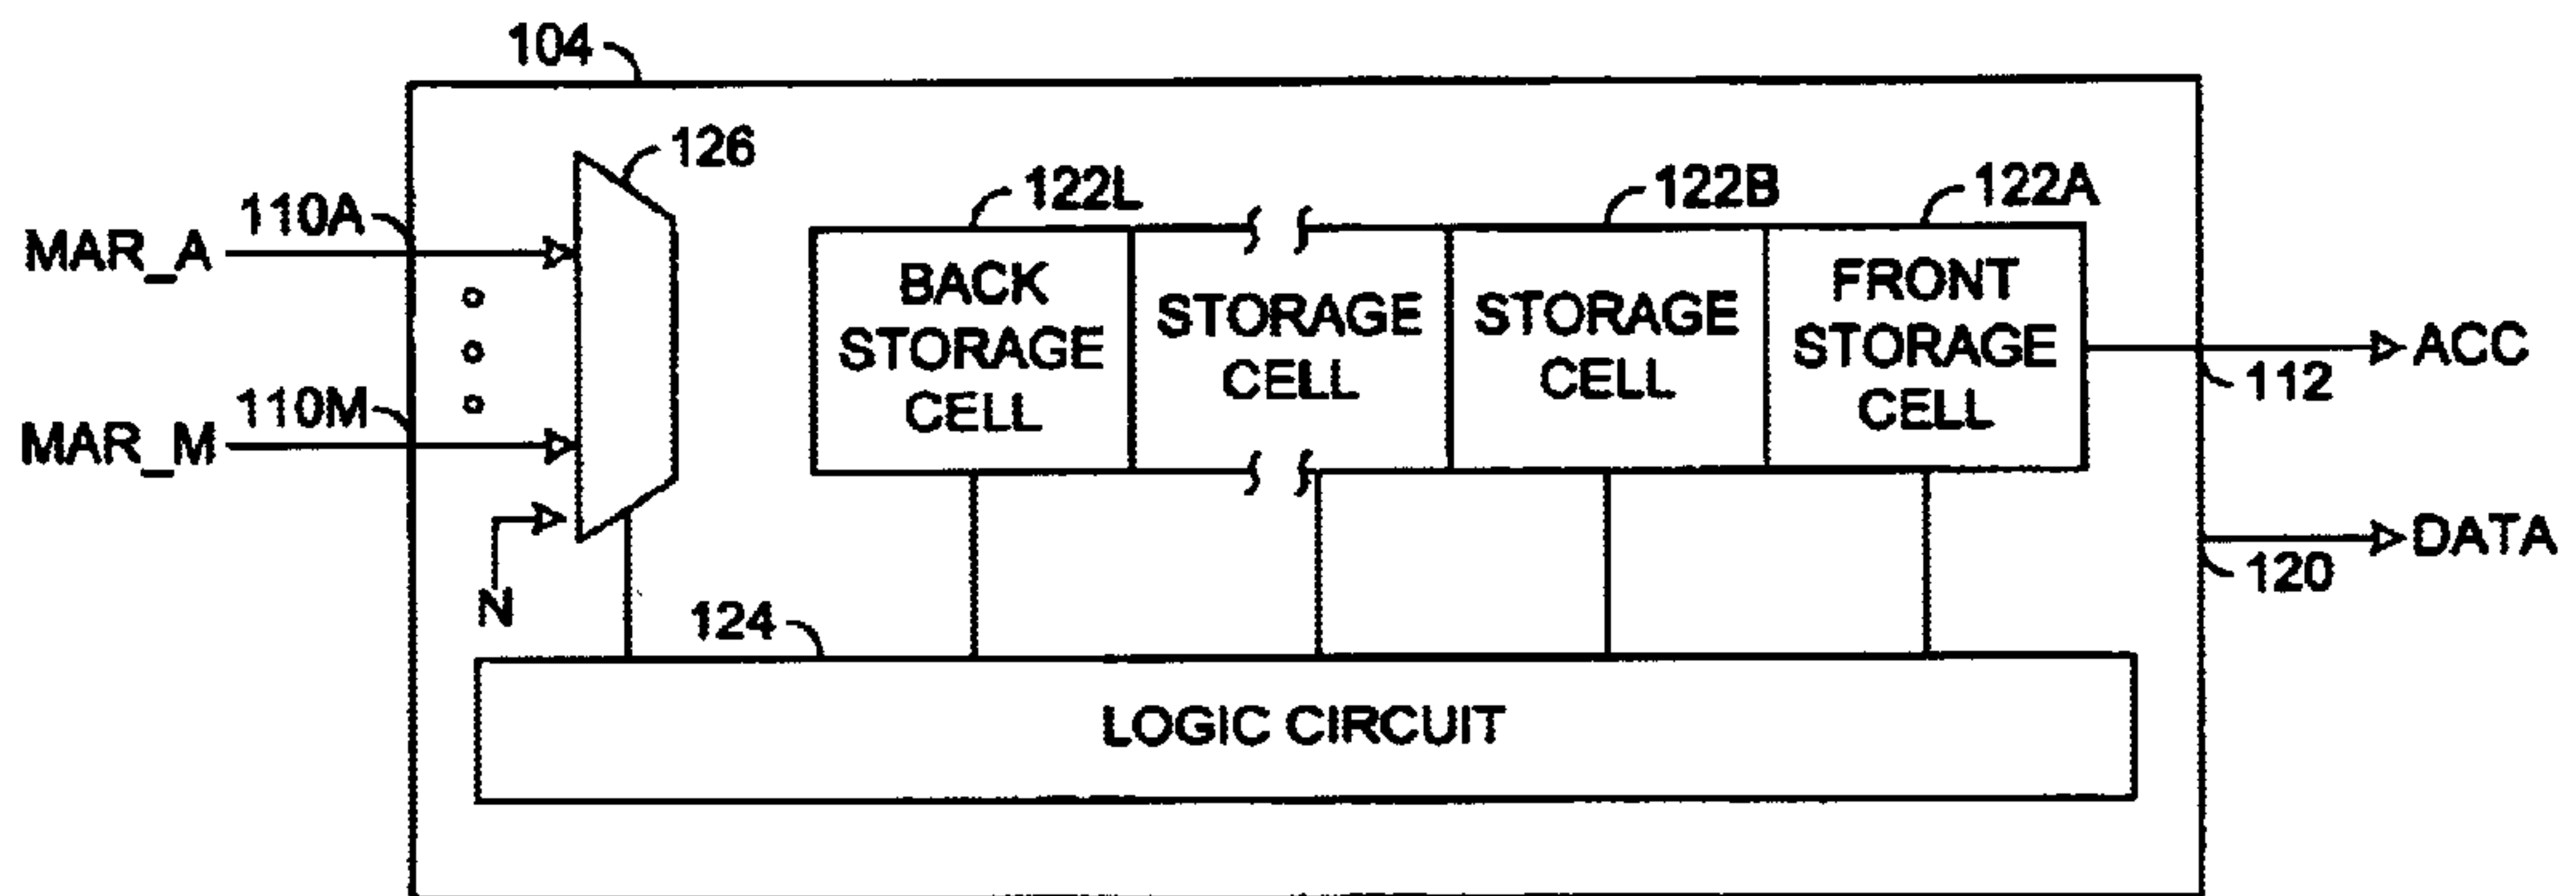 104
126
122L
122B
122A
110A
MAR_A
BACK
STORAGE
CELL
STORAGE
CELL
STORAGE
CELL
FRONT
STORAGE
CELL
ACC
112
110M
MAR_M
DATA
120
N
124
LOGIC CIRCUIT